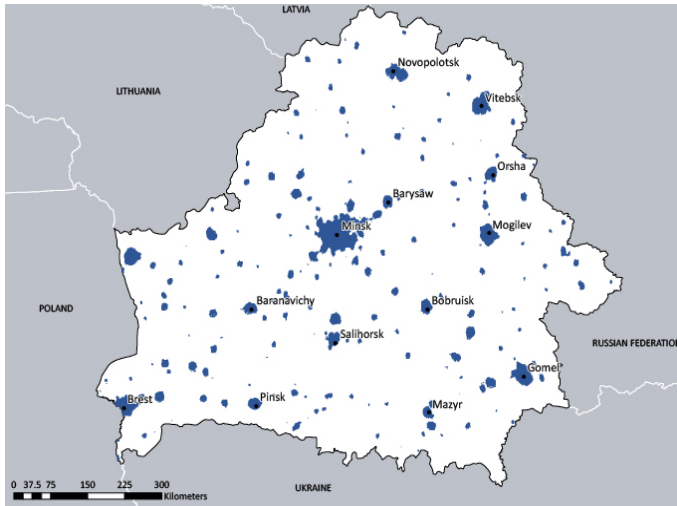 LATVIA
Novopolotsk
LITHUANIA
Vitebsk
Orsha
Barysaw
Minsk
Mogilev
POLAND
Baranavichy
Bobruisk
Salihorsk
RUSSIAN FEDERATIO
Gomel
Brest
Pinsk
Mazyr
0 37.5 75 150 225 300
Kilometers
UKRAINE